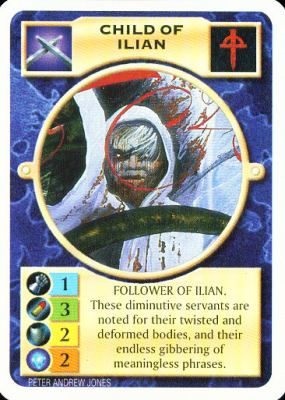 CHILD OF
ILIAN
1
3
2
2
FOLLOWER OF ILIAN.
These diminutive servants are
noted for their twisted and
deformed bodies, and their
endless gibbering of
meaningless phrases.
PETER ANDREW JONES